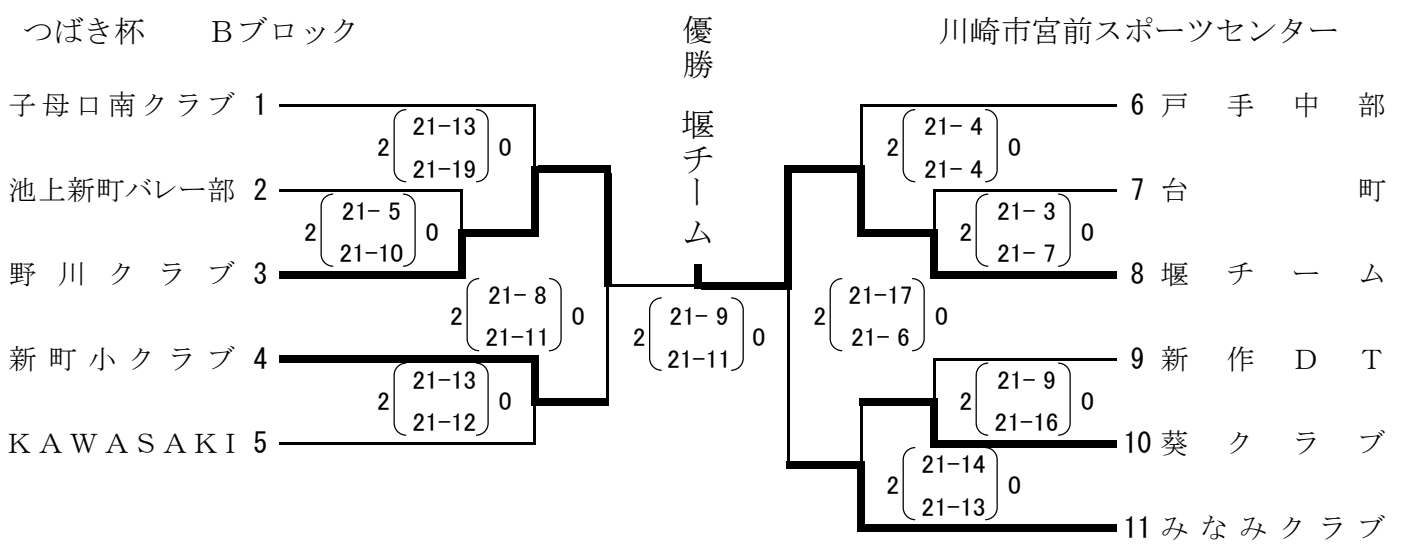 つばき杯 Bブロック
優勝 堰チーム
川崎市宮前スポーツセンター
子母口南クラブ 1
2 21-13 0
21-19
池上新町バレー部 2
2 21- 5 0
21-10
野川クラブ 3
2 21- 8 0
21-11
新町小クラブ 4
2 21-13 0
21-12
KAWASAKI 5
2 21- 9 0
21-11
6 戸手中部
2 21- 4 0
21- 4
7 台町
2 21- 3 0
21- 7
8 堰チーム
2 21-17 0
21- 6
9 新作DT
2 21- 9 0
21-16
10 葵クラブ
2 21-14 0
21-13
11 みなみクラブ